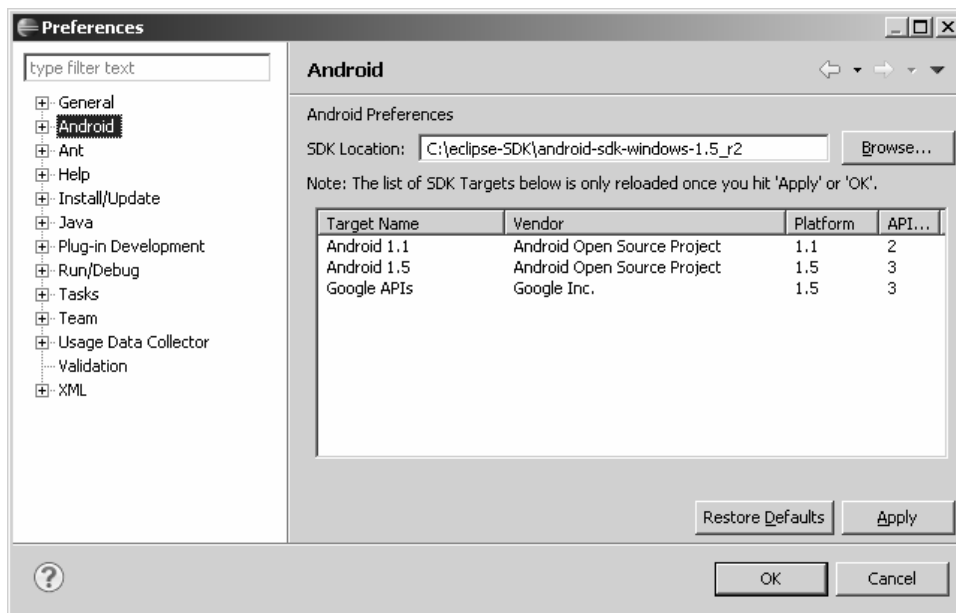 Preferences
type filter text
General
Android
Ant
Help
Install/Update
Java
Plug-in Development
Run/Debug
Tasks
Team
Usage Data Collector
Validation
XML
Android
Android Preferences
SDK Location: C:\eclipse-SDK\android-sdk-windows-1.5_r2 Browse...
Note: The list of SDK Targets below is only reloaded once you hit 'Apply' or 'OK'.
Target Name Vendor Platform API...
Android 1.1 Android Open Source Project 1.1 2
Android 1.5 Android Open Source Project 1.5 3
Google APIs Google Inc. 1.5 3
Restore Defaults Apply
? OK Cancel